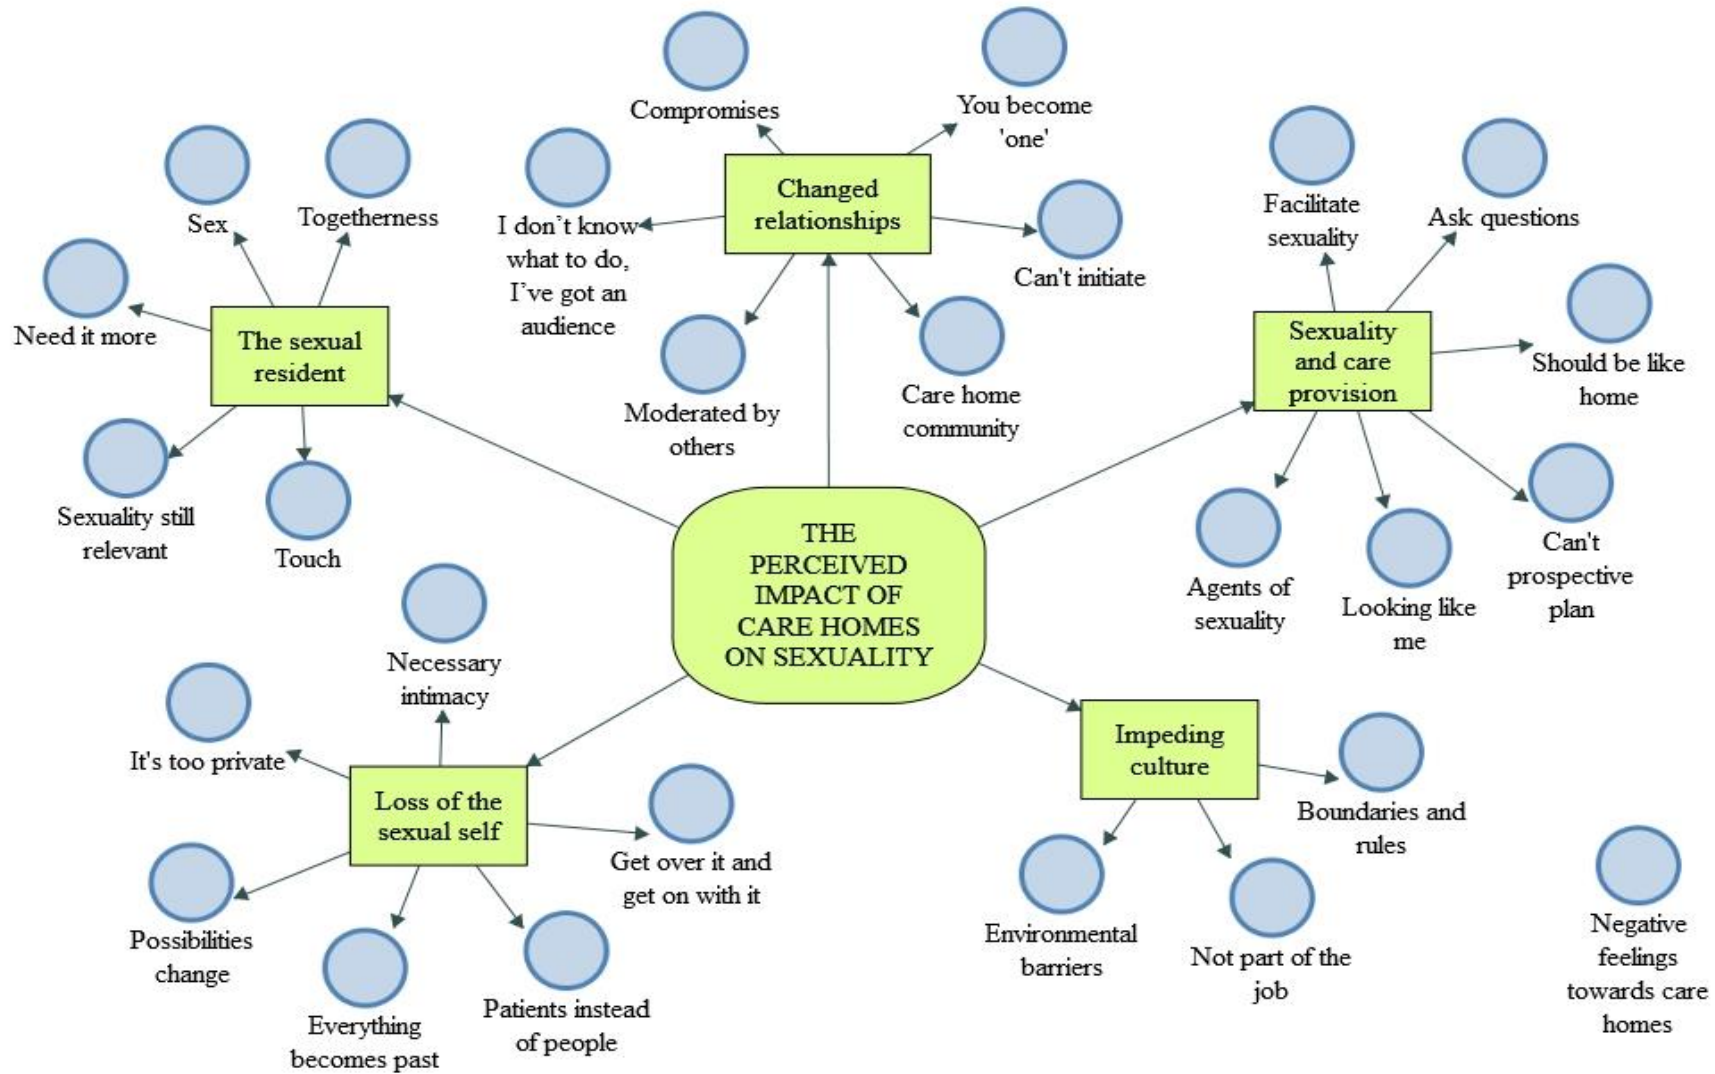 Compromises
You become
'one'
Changed
relationships
I don't know
what to do,
I've got an
audience
Can't initiate
Moderated by
others
Care home
community
Sex
Togetherness
Need it more
The sexual
resident
Sexuality still
relevant
Touch
Facilitate
sexuality
Ask questions
Sexuality
and care
provision
Should be like
home
Agents of
sexuality
Looking like
me
Can't
prospective
plan
THE
PERCEIVED
IMPACT OF
CARE HOMES
ON SEXUALITY
Necessary
intimacy
It's too private
Loss of the
sexual self
Get over it and
get on with it
Possibilities
change
Everything
becomes past
Patients instead
of people
Impeding
culture
Boundaries and
rules
Environmental
barriers
Not part of the
job
Negative
feelings
towards care
homes